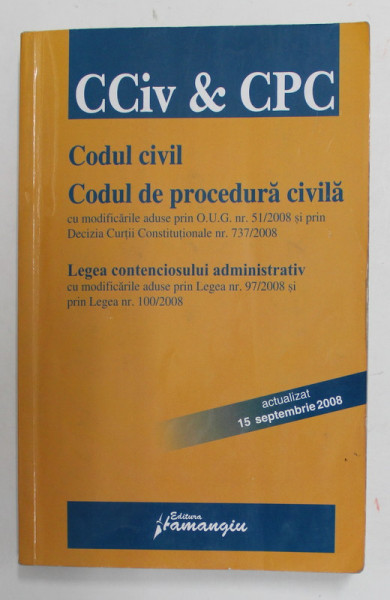 CCiv & CPC
Codul civil
Codul de procedură civilă
cu modificările aduse prin O.U.G. nr. 51/2008 și prin
Decizia Curții Constituționale nr. 737/2008
Legea contenciosului administrativ
cu modificările aduse prin Legea nr. 97/2008 și
prin Legea nr. 100/2008
actualizat
15 septembrie 2008
Editura
Hamangiu